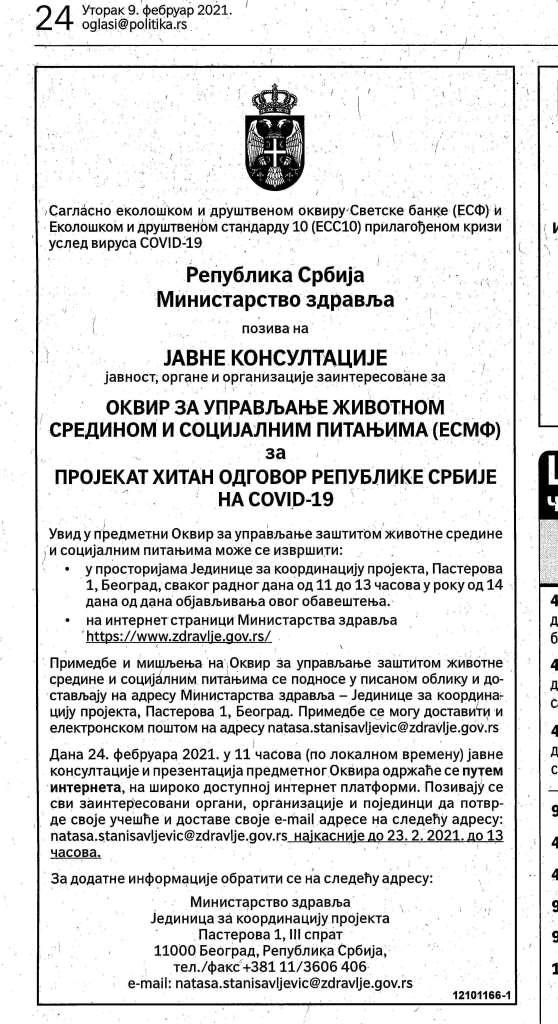 24
Уторак 9. фебруар 2021.
oglasi@politika.rs
Сагласно еколошком и друштвеном оквиру Светске банке (ЕСФ) и
Еколошком и друштвеном стандарду 10 (ЕСС10) прилагођеном кризи
услед вируса COVID-19
Република Србија
Министарство здравља
позива на
ЈАВНЕ КОНСУЛТАЦИЈЕ
јавност, органе и организације заинтересоване за
ОКВИР ЗА УПРАВЉАЊЕ ЖИВОТНОМ
СРЕДИНОМ И СОЦИЈАЛНИМ ПИТАЊИМА (ЕСМФ)
за
ПРОЈЕКАТ ХИТАН ОДГОВОР РЕПУБЛИКЕ СРБИЈЕ
НА COVID-19
Увид у предметни Оквир за управљање заштитом животне средине
и социјалним питањима може се извршити:
• у просторијама Јединице за координацију пројекта, Пастерова
1, Београд, сваког радног дана од 11 до 13 часова у року од 14
дана од дана објављивања овог обавештења.
• на интернет страници Министарства здравља
https://www.zdravlje.gov.rs/
Примедбе и мишљења на Оквир за управљање заштитом животне
средине и социјалним питањима се подносе у писаном облику и до-
стављају на адресу Министарства здравља – Јединице за координа-
цију пројекта, Пастерова 1, Београд. Примедбе се могу доставити и
електронском поштом на адресу natasa.stanisavljevic@zdravlje.gov.rs
Дана 24. фебруара 2021. у 11 часова (по локалном времену) јавне
консултације и презентација предметног Оквира одржаће се путем
интернета, на широко доступној интернет платформи. Позивају се
сви заинтересовани органи, организације и појединци да потвр-
де своје учешће и доставе своје e-mail адресе на следећу адресу:
natasa.stanisavljevic@zdravlje.gov.rs најкасније до 23. 2. 2021. до 13
часова.
За додатне информације обратити се на следећу адресу:
Министарство здравља
Јединица за координацију пројекта
Пастерова 1, III спрат
11000 Београд, Република Србија,
тел./факс +381 11/3606 406
e-mail: natasa.stanisavljevic@zdravlje.gov.rs
12101166-1